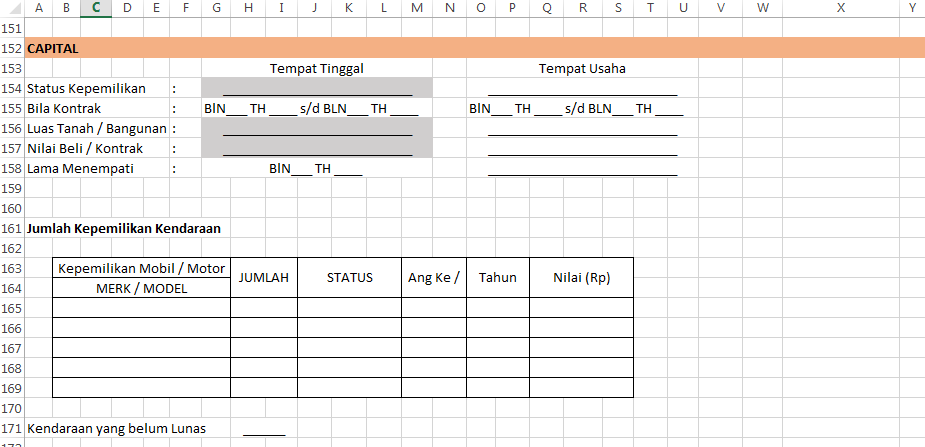 A B C D E F G H I J K L M N O P Q R S T U V W X Y
151
152 CAPITAL
153 Tempat Tinggal Tempat Usaha
154 Status Kepemilikan : ____________________ ____________________
155 Bila Kontrak : BlN___ TH ____ s/d BLN___ TH ____ BlN___ TH ____ s/d BLN___ TH ____
156 Luas Tanah / Bangunan : ____________________ ____________________
157 Nilai Beli / Kontrak : ____________________ ____________________
158 Lama Menempati : BlN___ TH ____ ____________________
159
160
161 Jumlah Kepemilikan Kendaraan
162
163 Kepemilikan Mobil / Motor JUMLAH STATUS Ang Ke / Tahun Nilai (Rp)
164 MERK / MODEL
165
166
167
168
169
170
171 Kendaraan yang belum Lunas ______